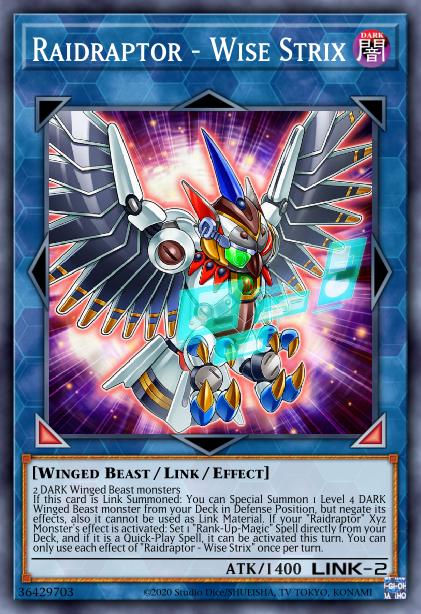 RAIDRAPTOR - WISE STRIX
DARK
闇
[WINGED BEAST / LINK / EFFECT]
2 DARK Winged Beast monsters
If this card is Link Summoned: You can Special Summon 1 Level 4 DARK
Winged Beast monster from your Deck in Defense Position, but negate its
effects, also it cannot be used as Link Material. If your "Raidraptor" Xyz
Monster's effect is activated: Set 1 "Rank-Up-Magic" Spell directly from your
Deck, and if it is a Quick-Play Spell, it can be activated this turn. You can
only use each effect of "Raidraptor - Wise Strix" once per turn.
ATK/1400 LINK-2
36429703
©2020 Studio Dice/SHUEISHA, TV TOKYO, KONAMI